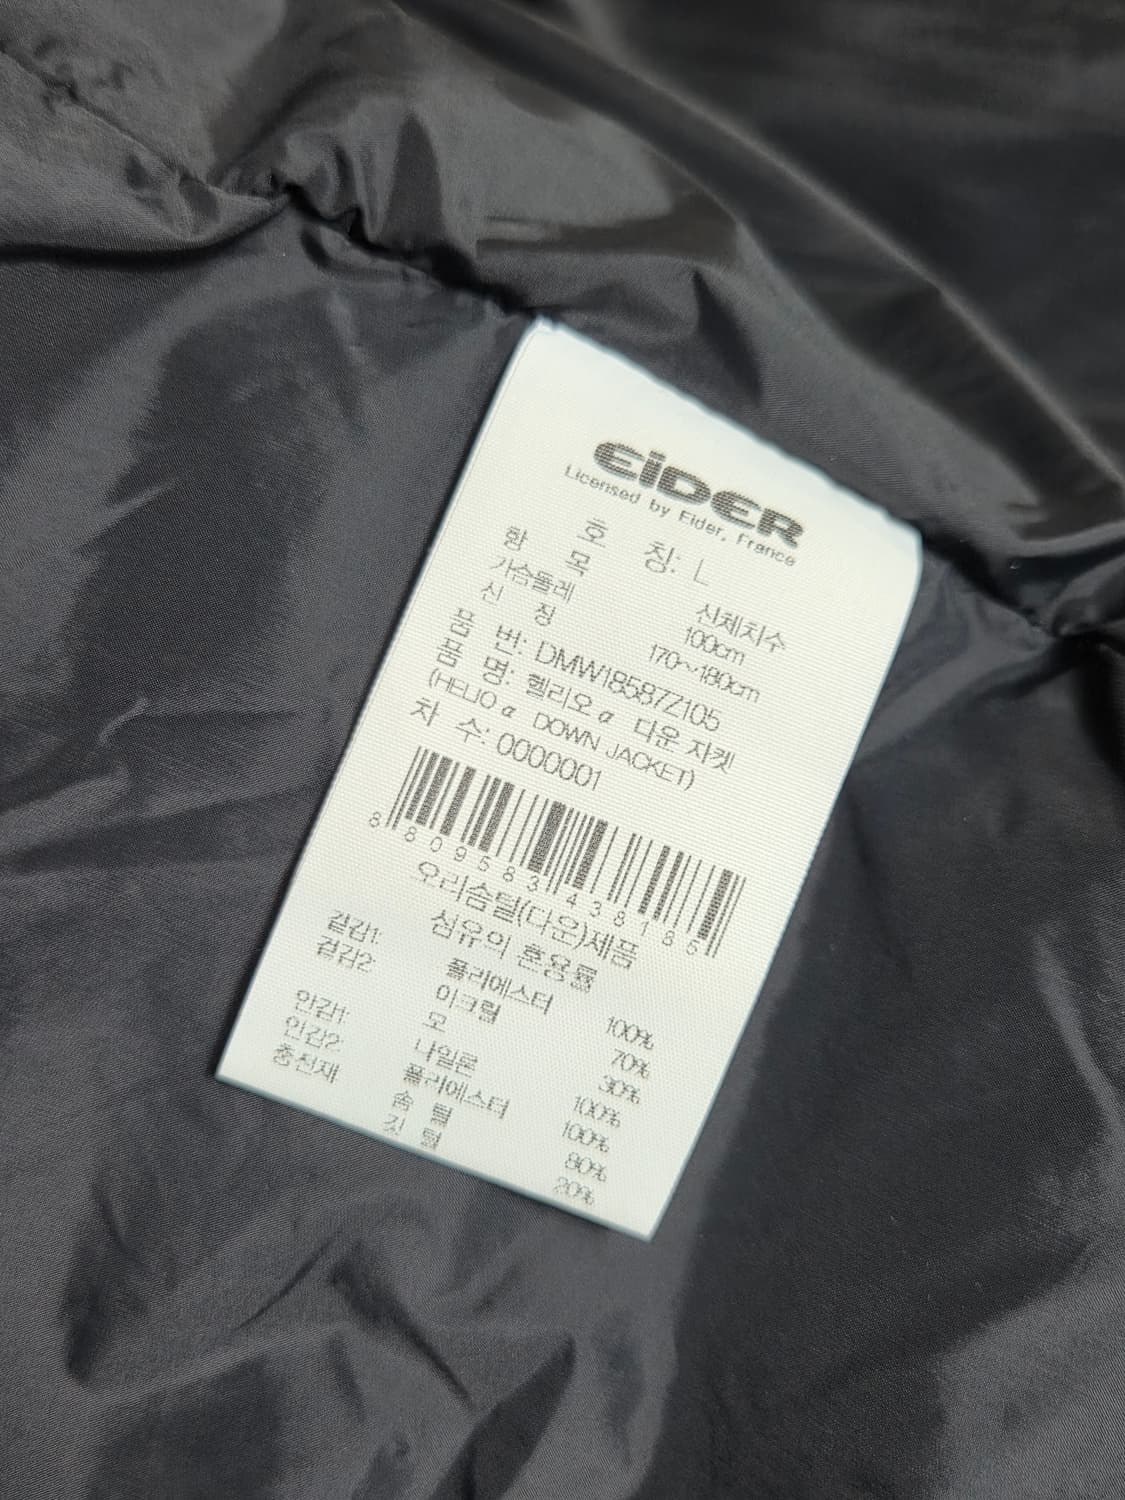 EiDER
Licensed by Eider, France
호 칭: L
항 목 신체치수
가슴둘레 100cm
신 장 170~180cm
품 번: DMW18587Z105
품 명: 헬리오 α 다운 자켓
(HELIO α DOWN JACKET)
차 수: 0000001
8 809583 438185
오리솜털(다운)제품
섬유의 혼용률
겉감1: 폴리에스터 100%
겉감2: 아크릴 70%
모 30%
안감1: 나일론 100%
안감2: 폴리에스터 100%
충전재 솜 털 80%
깃 털 20%